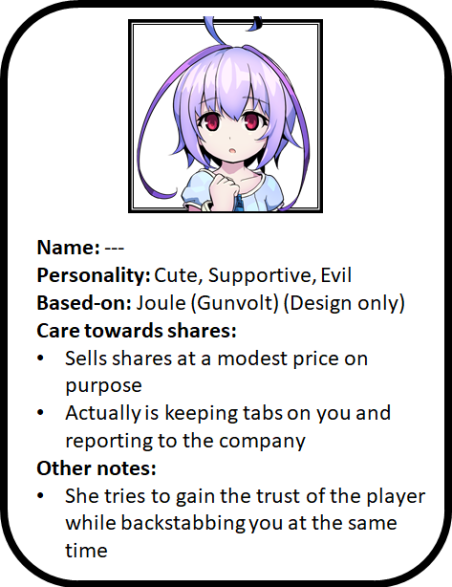 Name: ---
Personality: Cute, Supportive, Evil
Based-on: Joule (Gunvolt) (Design only)
Care towards shares:
• Sells shares at a modest price on
purpose
• Actually is keeping tabs on you and
reporting to the company
Other notes:
• She tries to gain the trust of the player
while backstabbing you at the same
time